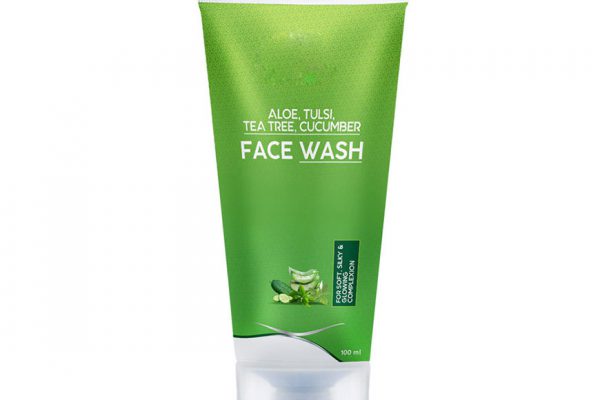 ALOE, TULSI,
TEA TREE, CUCUMBER
FACE WASH
FOR SOFT, SILKY &
GLOWING
COMPLEXION
100 ml